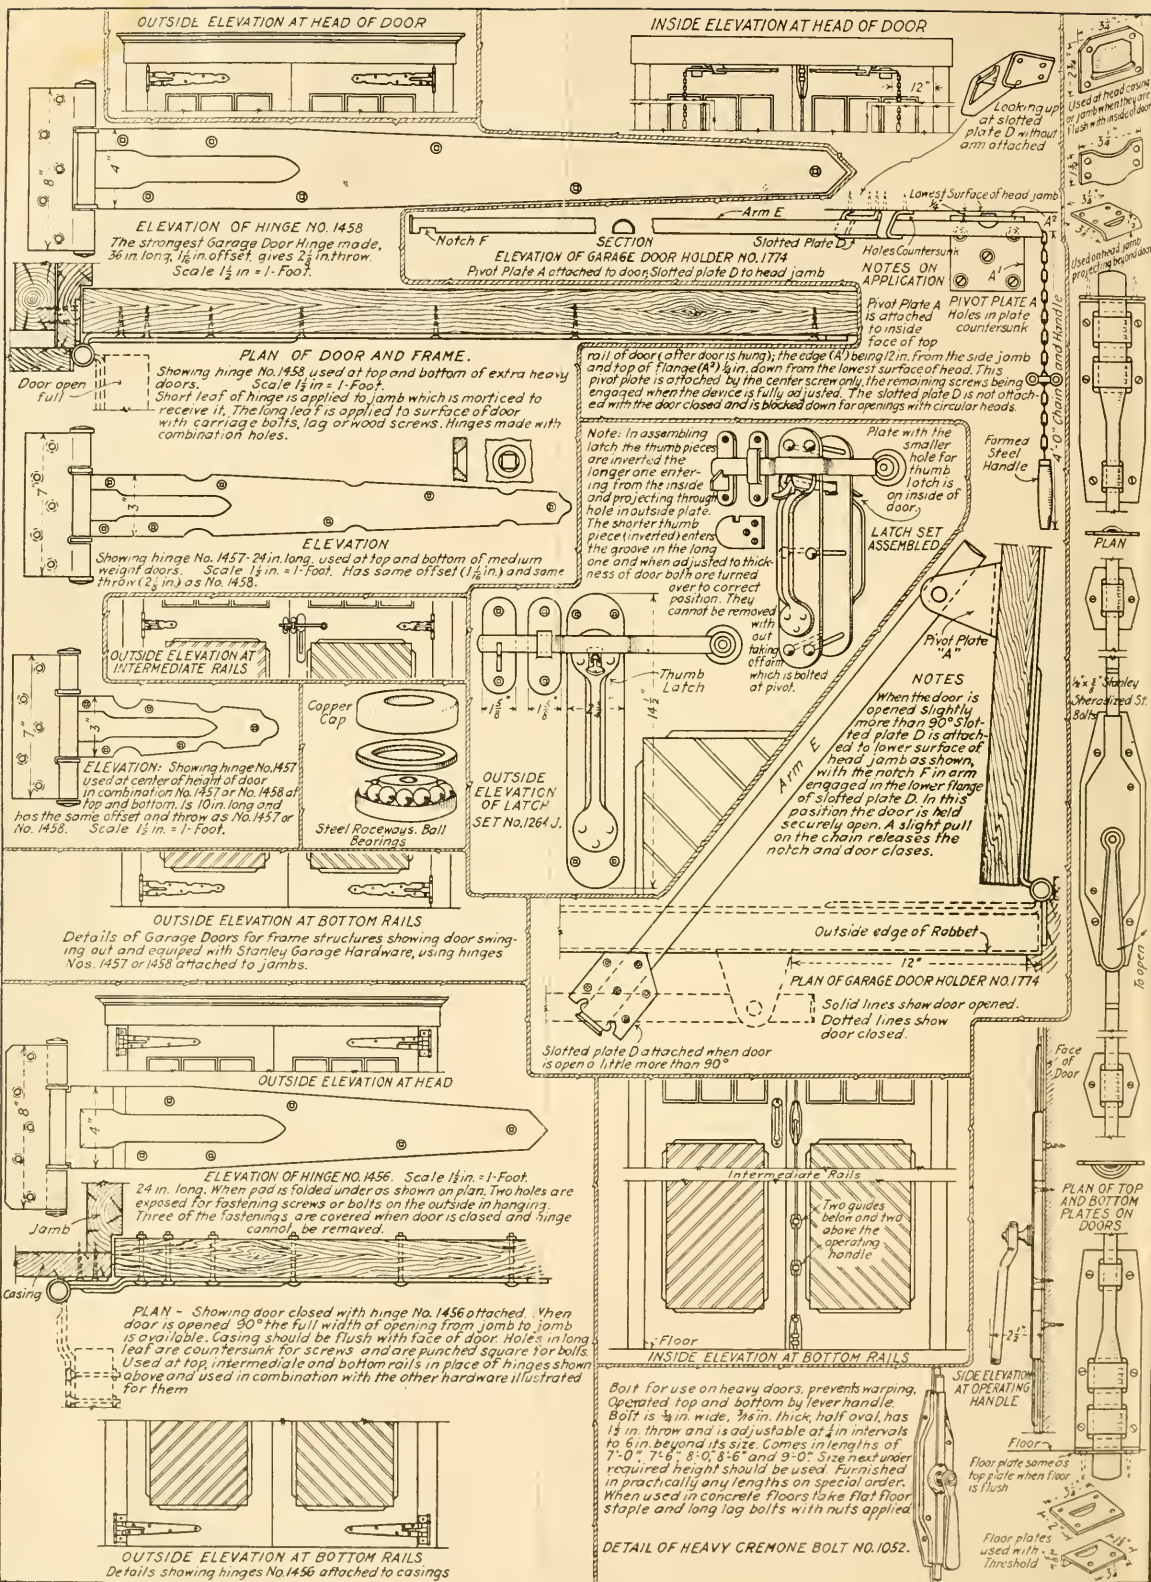 OUTSIDE ELEVATION AT HEAD OF DOOR
INSIDE ELEVATION AT HEAD OF DOOR
12"
Looking up
at slotted
plate D without
arm attached
Used at head casing
or jamb when they are
flush with inside of door
8"
4"
ELEVATION OF HINGE NO. 1458
The strongest Garage Door Hinge made,
36 in. long, 1 1/16 in. offset, gives 2 1/2 in. throw.
Scale 1 1/2 in = 1-Foot.
Notch F
SECTION
Arm E
Slotted Plate D
Lowest Surface of head jamb
Holes Countersunk
ELEVATION OF GARAGE DOOR HOLDER NO. 1774
Pivot Plate A attached to door, Slotted plate D to head jamb
A²
A'
Used on head jamb
projecting beyond door
NOTES ON
APPLICATION
Pivot Plate A
is attached
to inside
face of top
PIVOT PLATE A
Holes in plate
countersunk
rail of door (after door is hung); the edge (A') being 12 in. from the side jamb
and top of flange (A²) 1/4 in. down from the lowest surface of head. This
pivot plate is attached by the center screw only, the remaining screws being
engaged when the device is fully adjusted. The slotted plate D is not attach-
ed with the door closed and is blocked down for openings with circular heads.
4'-0" Chain and Handle
Formed
Steel
Handle
Door open
full
PLAN OF DOOR AND FRAME.
Showing hinge No. 1458 used at top and bottom of extra heavy
doors. Scale 1 1/2 in = 1-Foot.
Short leaf of hinge is applied to jamb which is morticed to
receive it. The long leaf is applied to surface of door
with carriage bolts, lag or wood screws. Hinges made with
combination holes.
7"
3"
ELEVATION
Showing hinge No. 1457-24 in. long, used at top and bottom of medium
weight doors. Scale 1 1/2 in. = 1-Foot. Has same offset (1 1/16 in.) and same
throw (2 1/2 in.) as No. 1458.
Note: In assembling
latch the thumb pieces
are inverted the
longer one enter-
ing from the inside
and projecting through
hole in outside plate.
The shorter thumb
piece (inverted) enters
the groove in the long
one and when adjusted to thick-
ness of door both are turned
over to correct
position. They
cannot be removed
with
out
taking
off arm
which is bolted
at pivot.
Plate with the
smaller
hole for
thumb
latch is
on inside of
door.
LATCH SET
ASSEMBLED.
PLAN
OUTSIDE ELEVATION AT
INTERMEDIATE RAILS
7"
3"
ELEVATION: Showing hinge No. 1457
used at center of height of door
in combination No. 1457 or No. 1458 at
top and bottom. Is 10 in. long and
has the same offset and throw as No. 1457 or
No. 1458. Scale 1 1/2 in. = 1-Foot.
Copper
Cap
Steel Raceways. Ball
Bearings
Thumb
Latch
1 5/8"
1 5/8"
14 1/2"
OUTSIDE
ELEVATION
OF LATCH
SET No. 1264 J.
Pivot Plate
"A"
Arm E
NOTES
When the door is
opened slightly
more than 90° Slot-
ted plate D is attach-
ed to lower surface of
head jamb as shown,
with the notch F in arm
engaged in the lower flange
of slotted plate D. In this
position the door is held
securely open. A slight pull
on the chain releases the
notch and door closes.
Stanley
Sheradized St.
Bolts
To open
OUTSIDE ELEVATION AT BOTTOM RAILS
Details of Garage Doors for frame structures showing door swing-
ing out and equiped with Stanley Garage Hardware, using hinges
Nos. 1457 or 1458 attached to jambs.
Outside edge of Rabbet
12"
PLAN OF GARAGE DOOR HOLDER NO. 1774
Solid lines show door opened.
Dotted lines show
door closed.
Slotted plate D attached when door
is open a little more than 90°
OUTSIDE ELEVATION AT HEAD
8"
4"
ELEVATION OF HINGE NO. 1456. Scale 1 1/2 in. = 1-Foot.
24 in. long. When pad is folded under as shown on plan. Two holes are
exposed for fastening screws or bolts on the outside in hanging.
Three of the fastenings are covered when door is closed and hinge
cannot be removed.
Jamb
Casing
PLAN - Showing door closed with hinge No. 1456 attached. When
door is opened 90° the full width of opening from jamb to jamb
is available. Casing should be flush with face of door. Holes in long
leaf are countersunk for screws and are punched square for bolts.
Used at top, intermediate and bottom rails in place of hinges shown
above and used in combination with the other hardware illustrated
for them
OUTSIDE ELEVATION AT BOTTOM RAILS
Details showing hinges No. 1456 attached to casings
Intermediate Rails
Two guides
below and two
above the
operating
handle
Floor
INSIDE ELEVATION AT BOTTOM RAILS
Face
of
Door
PLAN OF TOP
AND BOTTOM
PLATES ON
DOORS
2 1/2"
SIDE ELEVATION
AT OPERATING
HANDLE
Bolt for use on heavy doors, prevents warping.
Operated top and bottom by lever handle.
Bolt is 3/4 in. wide, 3/16 in. thick, half oval, has
1 1/2 in. throw and is adjustable at 1/4 in intervals
to 6 in. beyond its size. Comes in lengths of
7'-0", 7'-6", 8'-0", 8'-6" and 9'-0". Size next under
required height should be used. Furnished
in practically any lengths on special order.
When used in concrete floors take flat floor
staple and long lag bolts with nuts applied.
DETAIL OF HEAVY CREMONE BOLT NO. 1052.
Floor
Floor plate same as
top plate when floor
is flush
Floor plates
used with
Threshold